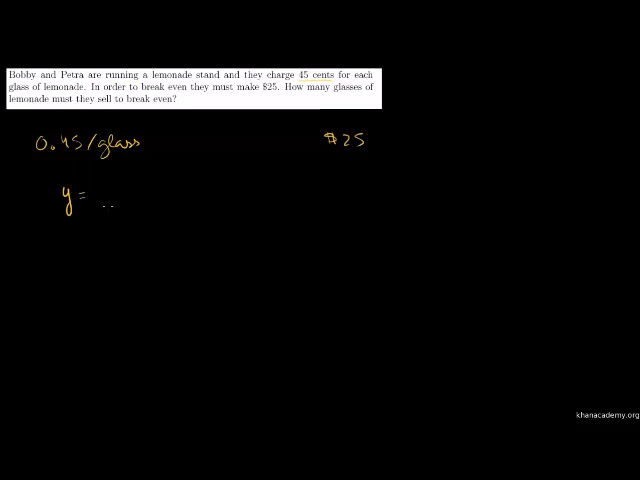 Bobby and Petra are running a lemonade stand and they charge 45 cents for each
glass of lemonade. In order to break even they must make $25. How many glasses of
lemonade must they sell to break even?
0.45/glass $25
y =
khanacademy.org